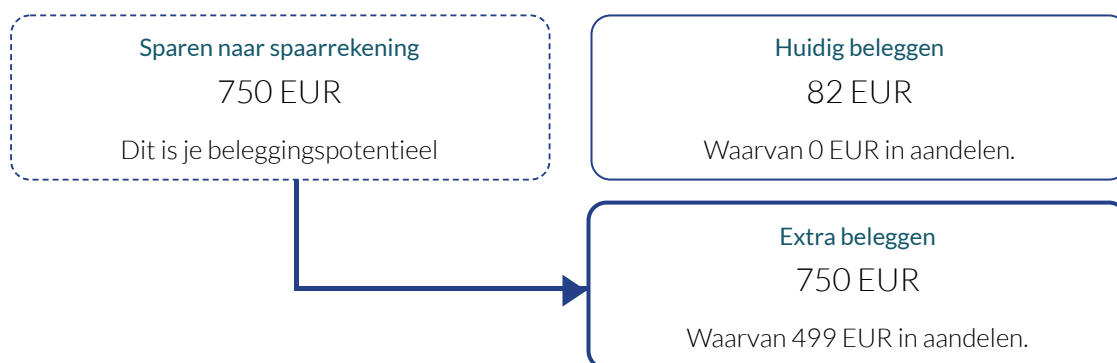 Sparen naar spaarrekening
750 EUR
Dit is je beleggingspotentieel
Huidig beleggen
82 EUR
Waarvan 0 EUR in aandelen.
Extra beleggen
750 EUR
Waarvan 499 EUR in aandelen.